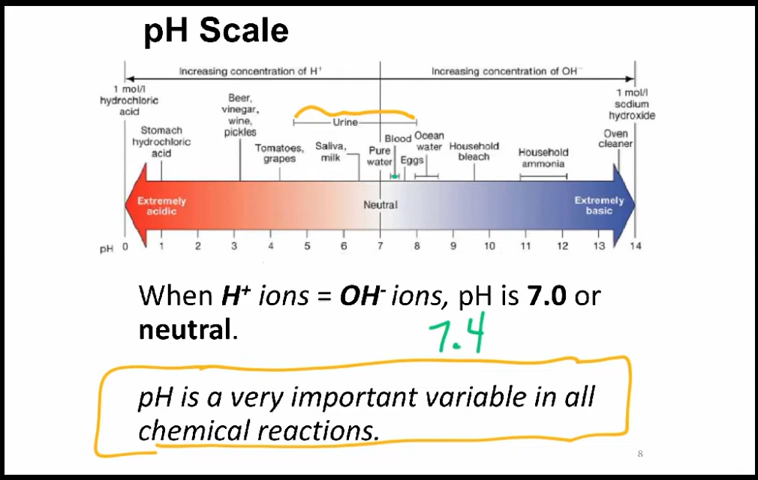 pH Scale
Increasing concentration of H⁺
Increasing concentration of OH⁻
1 mol/l
hydrochloric
acid
Stomach
hydrochloric
acid
Beer,
vinegar,
wine,
pickles
Tomatoes,
grapes
Urine
Saliva,
milk
Pure
water
Blood
Eggs
Ocean
water
Household
bleach
Household
ammonia
Oven
cleaner
1 mol/l
sodium
hydroxide
Extremely
acidic
Neutral
Extremely
basic
pH 0 1 2 3 4 5 6 7 8 9 10 11 12 13 14
When H⁺ ions = OH⁻ ions, pH is 7.0 or
neutral.
7.4
pH is a very important variable in all
chemical reactions.
8